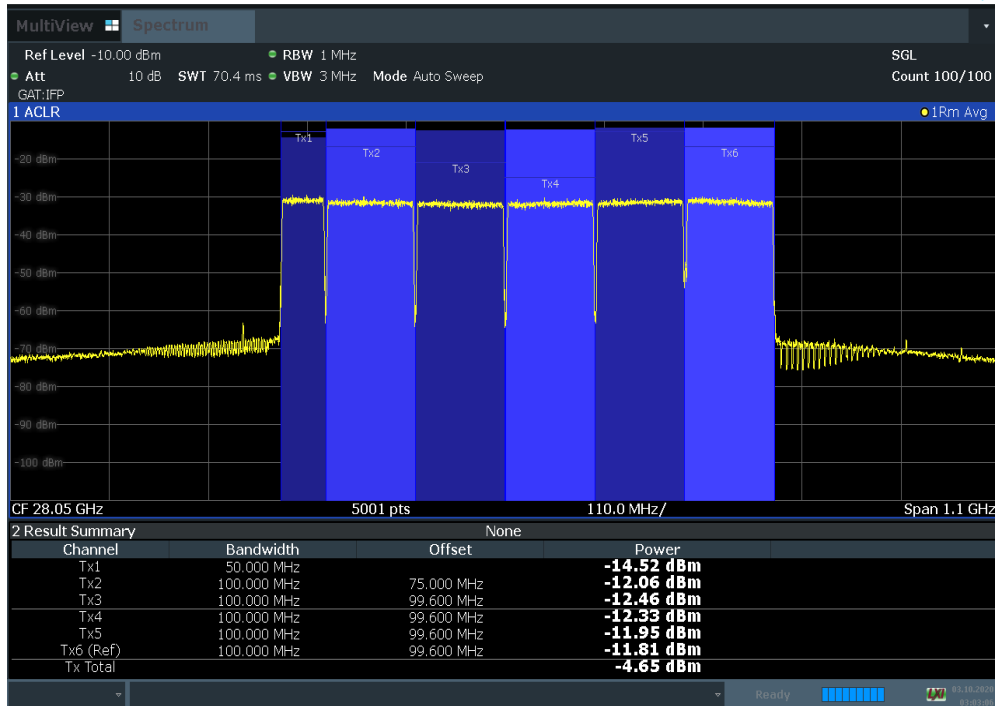 MultiView Spectrum
Ref Level -10.00 dBm RBW 1 MHz SGL
Att 10 dB SWT 70.4 ms VBW 3 MHz Mode Auto Sweep Count 100/100
GAT:IFP
1 ACLR 1Rm Avg
Tx1 Tx5
Tx2 Tx6
-20 dBm
Tx3
Tx4
-30 dBm
-40 dBm
-50 dBm
-60 dBm
-70 dBm
-80 dBm
-90 dBm
-100 dBm
CF 28.05 GHz 5001 pts 110.0 MHz/ Span 1.1 GHz
2 Result Summary None
Channel Bandwidth Offset Power
Tx1 50.000 MHz -14.52 dBm
Tx2 100.000 MHz 75.000 MHz -12.06 dBm
Tx3 100.000 MHz 99.600 MHz -12.46 dBm
Tx4 100.000 MHz 99.600 MHz -12.33 dBm
Tx5 100.000 MHz 99.600 MHz -11.95 dBm
Tx6 (Ref) 100.000 MHz 99.600 MHz -11.81 dBm
Tx Total -4.65 dBm
Ready LXI 03.10.2020
03:03:06